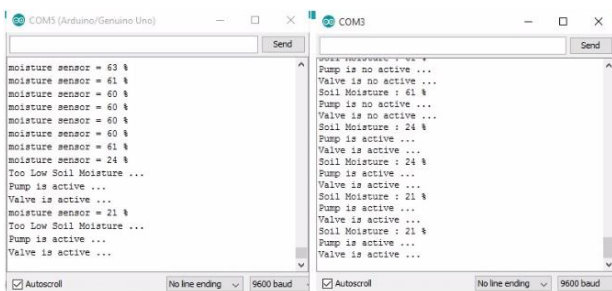 COM5 (Arduino/Genuino Uno)
Send
moisture sensor = 63 %
moisture sensor = 61 %
moisture sensor = 60 %
moisture sensor = 60 %
moisture sensor = 60 %
moisture sensor = 60 %
moisture sensor = 61 %
moisture sensor = 24 %
Too Low Soil Moisture ...
Pump is active ...
Valve is active ...
moisture sensor = 21 %
Too Low Soil Moisture ...
Pump is active ...
Valve is active ...
Autoscroll
No line ending
9600 baud
COM3
Send
Pump is no active ...
Valve is no active ...
Soil Moisture : 61 %
Pump is no active ...
Valve is no active ...
Soil Moisture : 24 %
Pump is active ...
Valve is active ...
Soil Moisture : 24 %
Pump is active ...
Valve is active ...
Soil Moisture : 21 %
Pump is active ...
Valve is active ...
Soil Moisture : 21 %
Pump is active ...
Valve is active ...
Autoscroll
No line ending
9600 baud